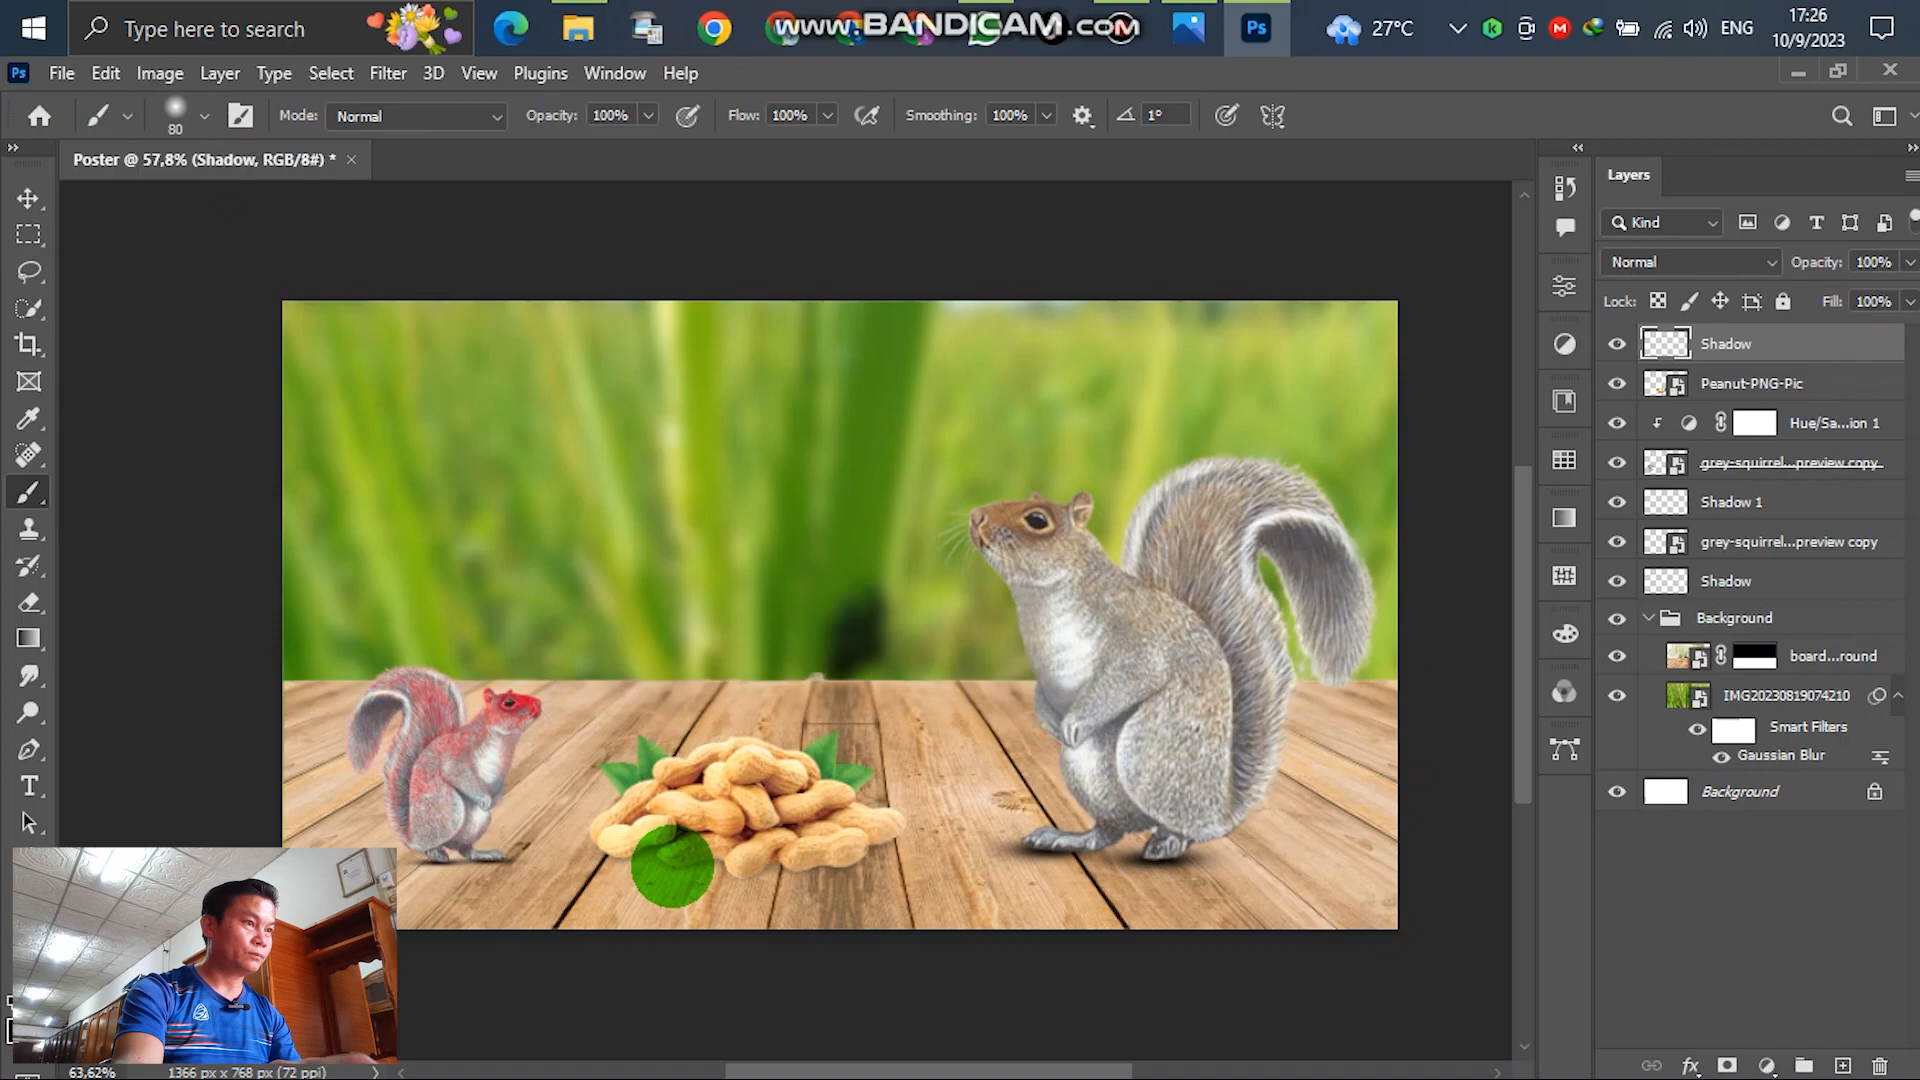 Type here to search
www.BANDICAM.com
27°C
ENG
17:26
10/9/2023
Ps
Ps
File Edit Image Layer Type Select Filter 3D View Plugins Window Help
80
Mode: Normal
Opacity: 100%
Flow: 100%
Smoothing: 100%
1°
Poster @ 57,8% (Shadow, RGB/8#) *
Layers
Kind
Normal
Opacity: 100%
Lock:
Fill: 100%
Shadow
Peanut-PNG-Pic
Hue/Sa...ion 1
grey-squirrel...preview copy
Shadow 1
grey-squirrel...preview copy
Shadow
Background
board...round
IMG20230819074210
Smart Filters
Gaussian Blur
Background
63,62%
1366 px x 768 px (72 ppi)